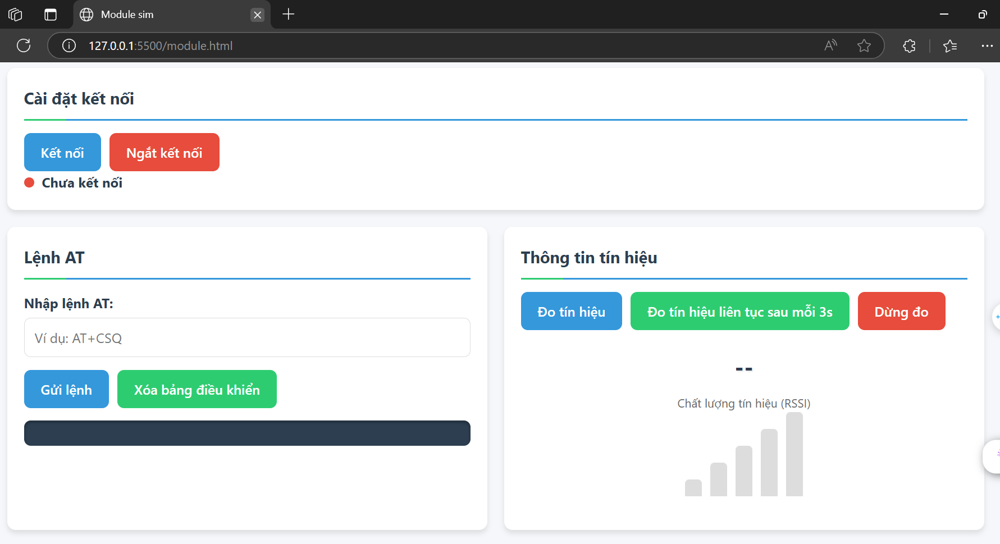 Module sim
127.0.0.1:5500/module.html
Cài đặt kết nối
Kết nối
Ngắt kết nối
Chưa kết nối
Lệnh AT
Nhập lệnh AT:
Ví dụ: AT+CSQ
Gửi lệnh
Xóa bảng điều khiển
Thông tin tín hiệu
Đo tín hiệu
Đo tín hiệu liên tục sau mỗi 3s
Dừng đo
--
Chất lượng tín hiệu (RSSI)